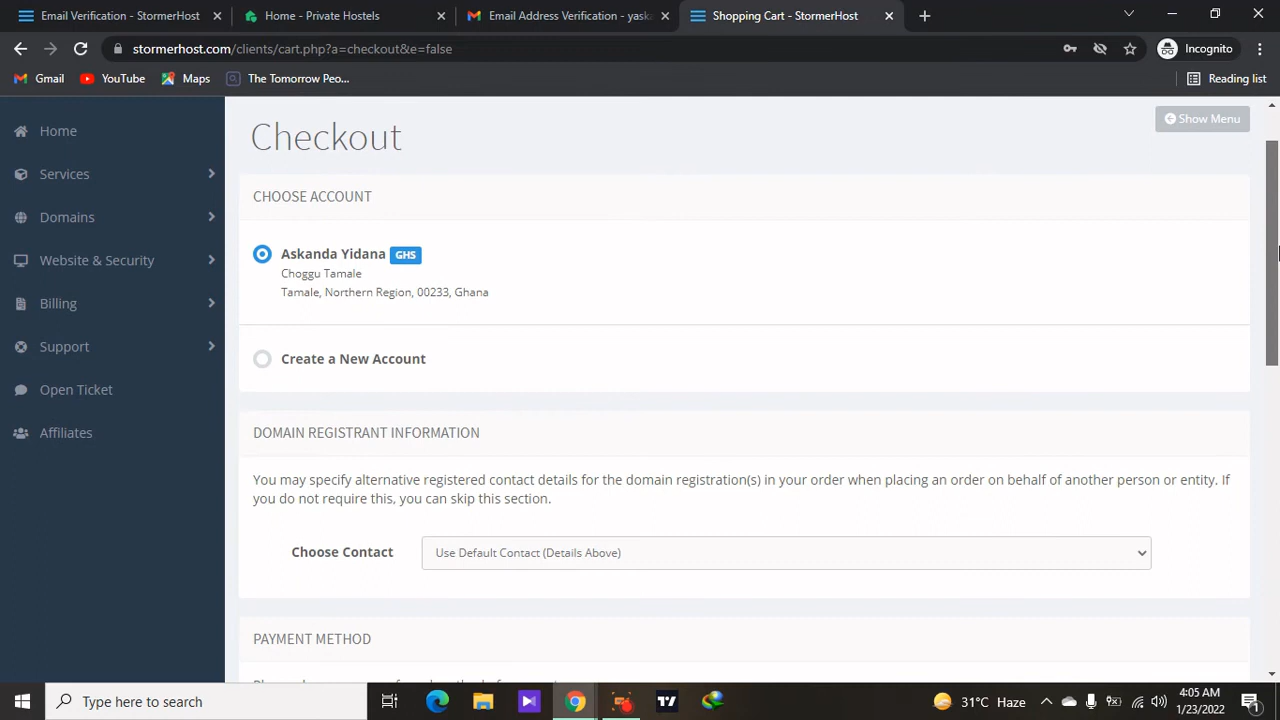 Email Verification - StormerHost
Home - Private Hostels
Email Address Verification - yask
Shopping Cart - StormerHost
stormerhost.com/clients/cart.php?a=checkout&e=false
Incognito
Gmail
YouTube
Maps
The Tomorrow Peo...
Reading list
Home
Services
Domains
Website & Security
Billing
Support
Open Ticket
Affiliates
Show Menu
Checkout
CHOOSE ACCOUNT
Askanda Yidana GHS
Choggu Tamale
Tamale, Northern Region, 00233, Ghana
Create a New Account
DOMAIN REGISTRANT INFORMATION
You may specify alternative registered contact details for the domain registration(s) in your order when placing an order on behalf of another person or entity. If
you do not require this, you can skip this section.
Choose Contact
Use Default Contact (Details Above)
PAYMENT METHOD
Type here to search
31°C Haze
4:05 AM
1/23/2022